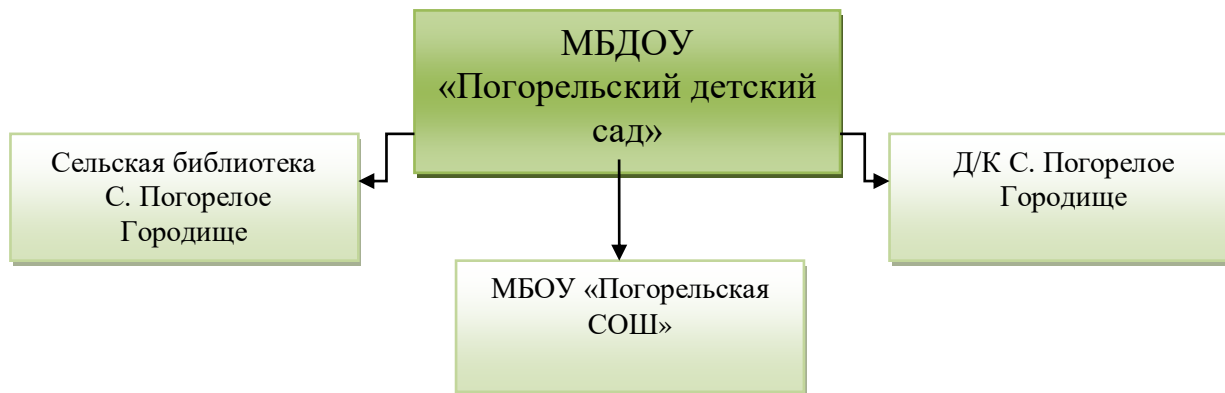 МБДОУ
«Погорельский детский
сад»
Сельская библиотека
С. Погорелое
Городище
Д/К С. Погорелое
Городище
МБОУ «Погорельская
СОШ»